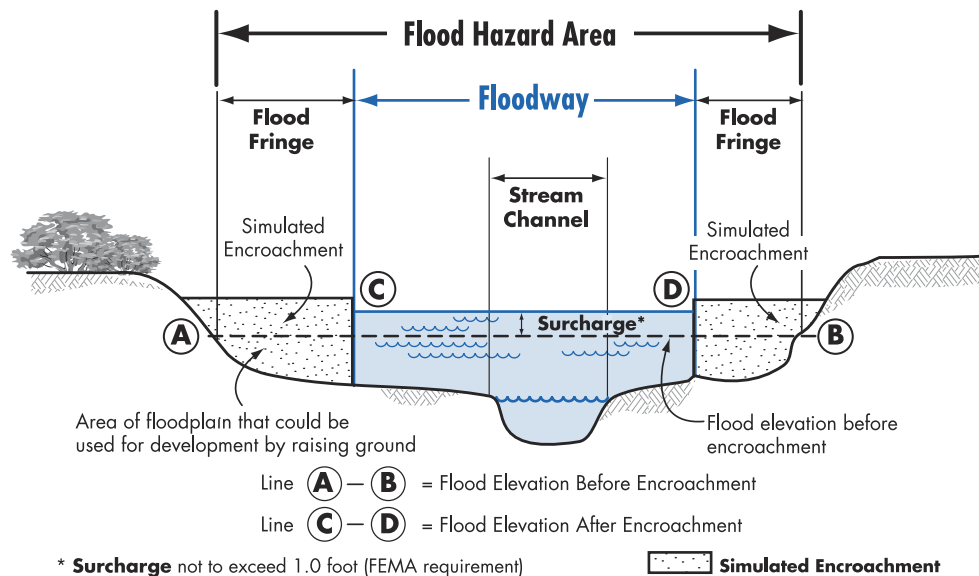 Flood Hazard Area
Floodway
Flood
Fringe
Flood
Fringe
Stream
Channel
Simulated
Encroachment
Simulated
Encroachment
C
D
Surcharge*
A
B
Area of floodplain that could be
used for development by raising ground
Flood elevation before
encroachment
Line A – B = Flood Elevation Before Encroachment
Line C – D = Flood Elevation After Encroachment
* Surcharge not to exceed 1.0 foot (FEMA requirement)
Simulated Encroachment